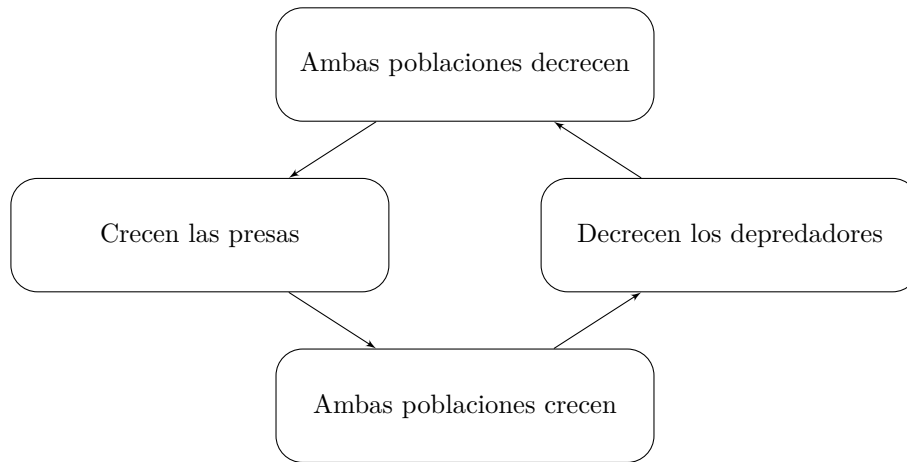 Ambas poblaciones decrecen
Crecen las presas
Decrecen los depredadores
Ambas poblaciones crecen